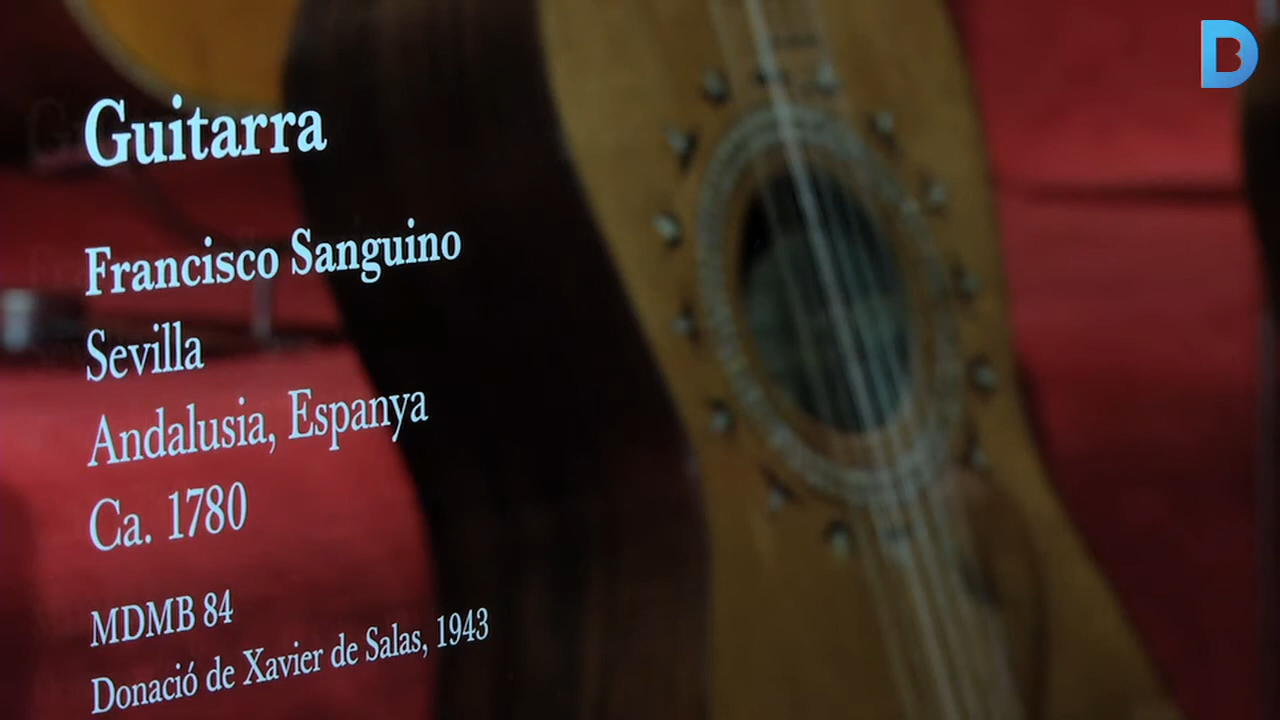 Guitarra
Francisco Sanguino
Sevilla
Andalusia, Espanya
Ca. 1780
MDMB 84
Donació de Xavier de Salas, 1943